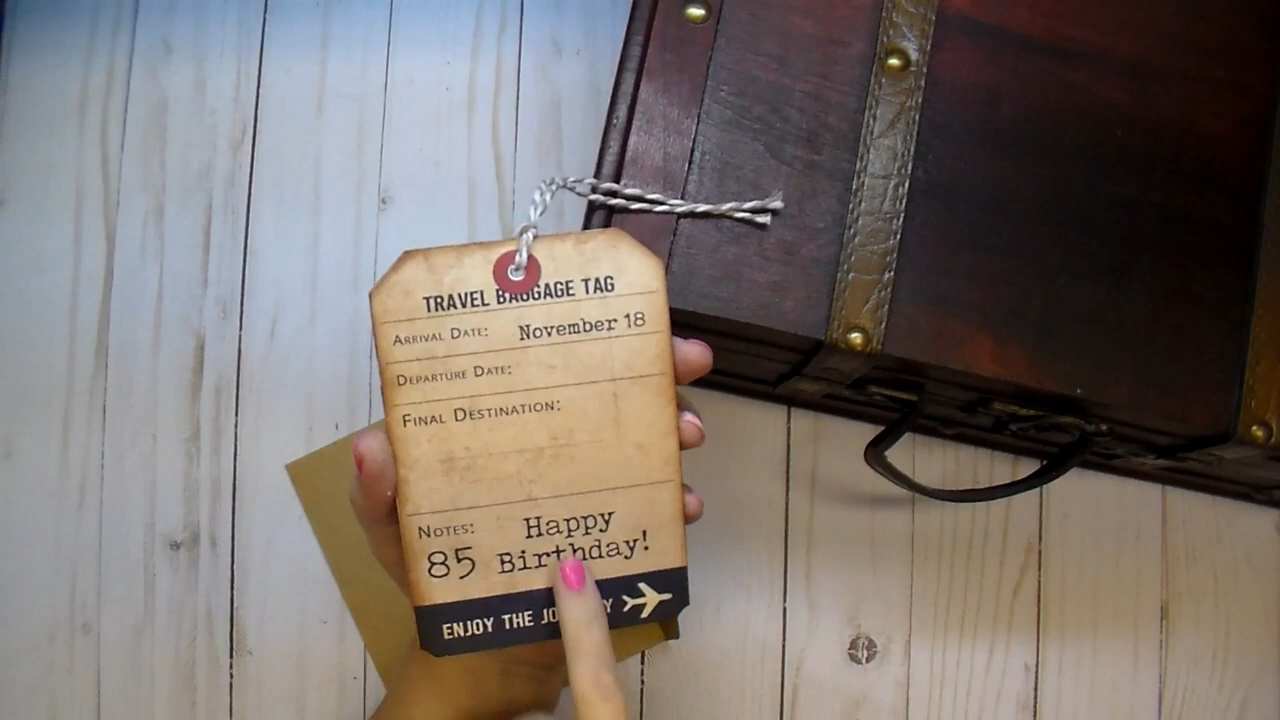 TRAVEL BAGGAGE TAG
ARRIVAL DATE: November 18
DEPARTURE DATE:
FINAL DESTINATION:
NOTES: Happy
85 Birthday!
ENJOY THE